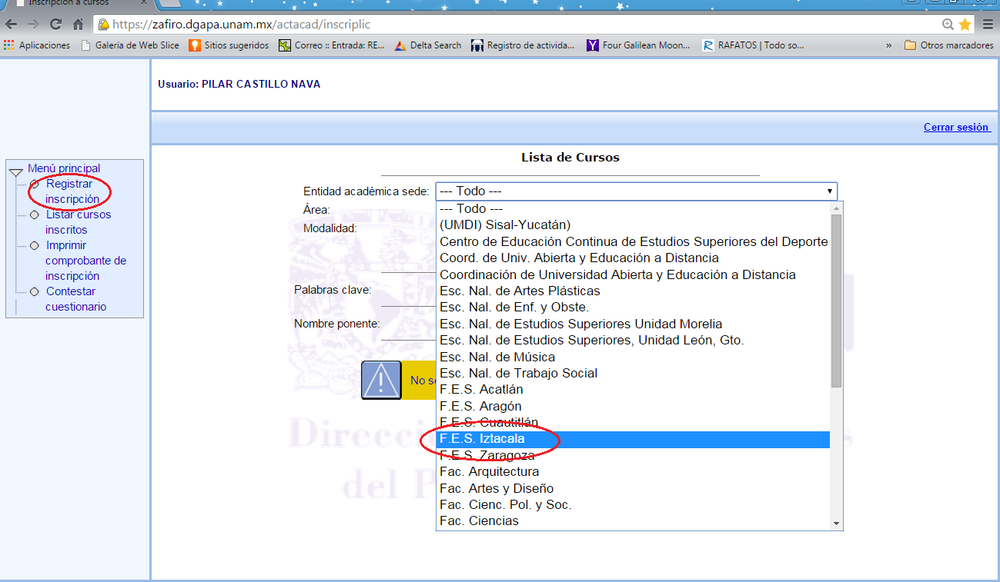 Inscripción a cursos
https://zafiro.dgapa.unam.mx/actacad/inscriplic
Aplicaciones Galería de Web Slice Sitios sugeridos Correo :: Entrada: RE... Delta Search Registro de activida... Four Galilean Moon... RAFATOS | Todo so... » Otros marcadores
Usuario: PILAR CASTILLO NAVA
Cerrar sesión
Menú principal
Registrar
inscripción
Listar cursos
inscritos
Imprimir
comprobante de
inscripción
Contestar
cuestionario
Lista de Cursos
Entidad académica sede: --- Todo ---
Área:
Modalidad:
Palabras clave:
Nombre ponente:
No s
--- Todo ---
(UMDI) Sisal-Yucatán)
Centro de Educación Continua de Estudios Superiores del Deporte
Coord. de Univ. Abierta y Educación a Distancia
Coordinación de Universidad Abierta y Educación a Distancia
Esc. Nal. de Artes Plásticas
Esc. Nal. de Enf. y Obste.
Esc. Nal. de Estudios Superiores Unidad Morelia
Esc. Nal. de Estudios Superiores, Unidad León, Gto.
Esc. Nal. de Música
Esc. Nal. de Trabajo Social
F.E.S. Acatlán
F.E.S. Aragón
F.E.S. Cuautitlán
F.E.S. Iztacala
F.E.S. Zaragoza
Fac. Arquitectura
Fac. Artes y Diseño
Fac. Cienc. Pol. y Soc.
Fac. Ciencias
Direcci
del P